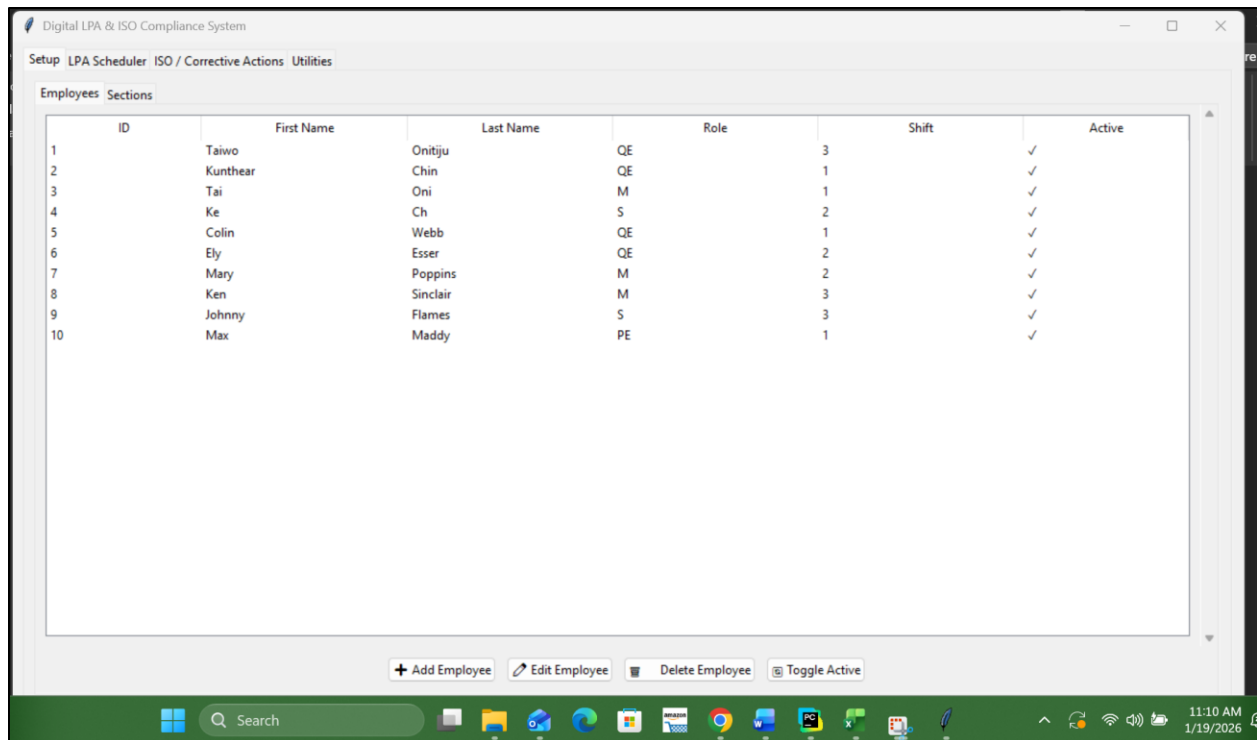 Digital LPA & ISO Compliance System
re
Setup LPA Scheduler ISO / Corrective Actions Utilities
Employees Sections
ID First Name Last Name Role Shift Active
1 Taiwo Onitiju QE 3 ✓
2 Kunthear Chin QE 1 ✓
3 Tai Oni M 1 ✓
4 Ke Ch S 2 ✓
5 Colin Webb QE 1 ✓
6 Ely Esser QE 2 ✓
7 Mary Poppins M 2 ✓
8 Ken Sinclair M 3 ✓
9 Johnny Flames S 3 ✓
10 Max Maddy PE 1 ✓
Add Employee Edit Employee Delete Employee Toggle Active
Search amazon PC 11:10 AM
1/19/2026